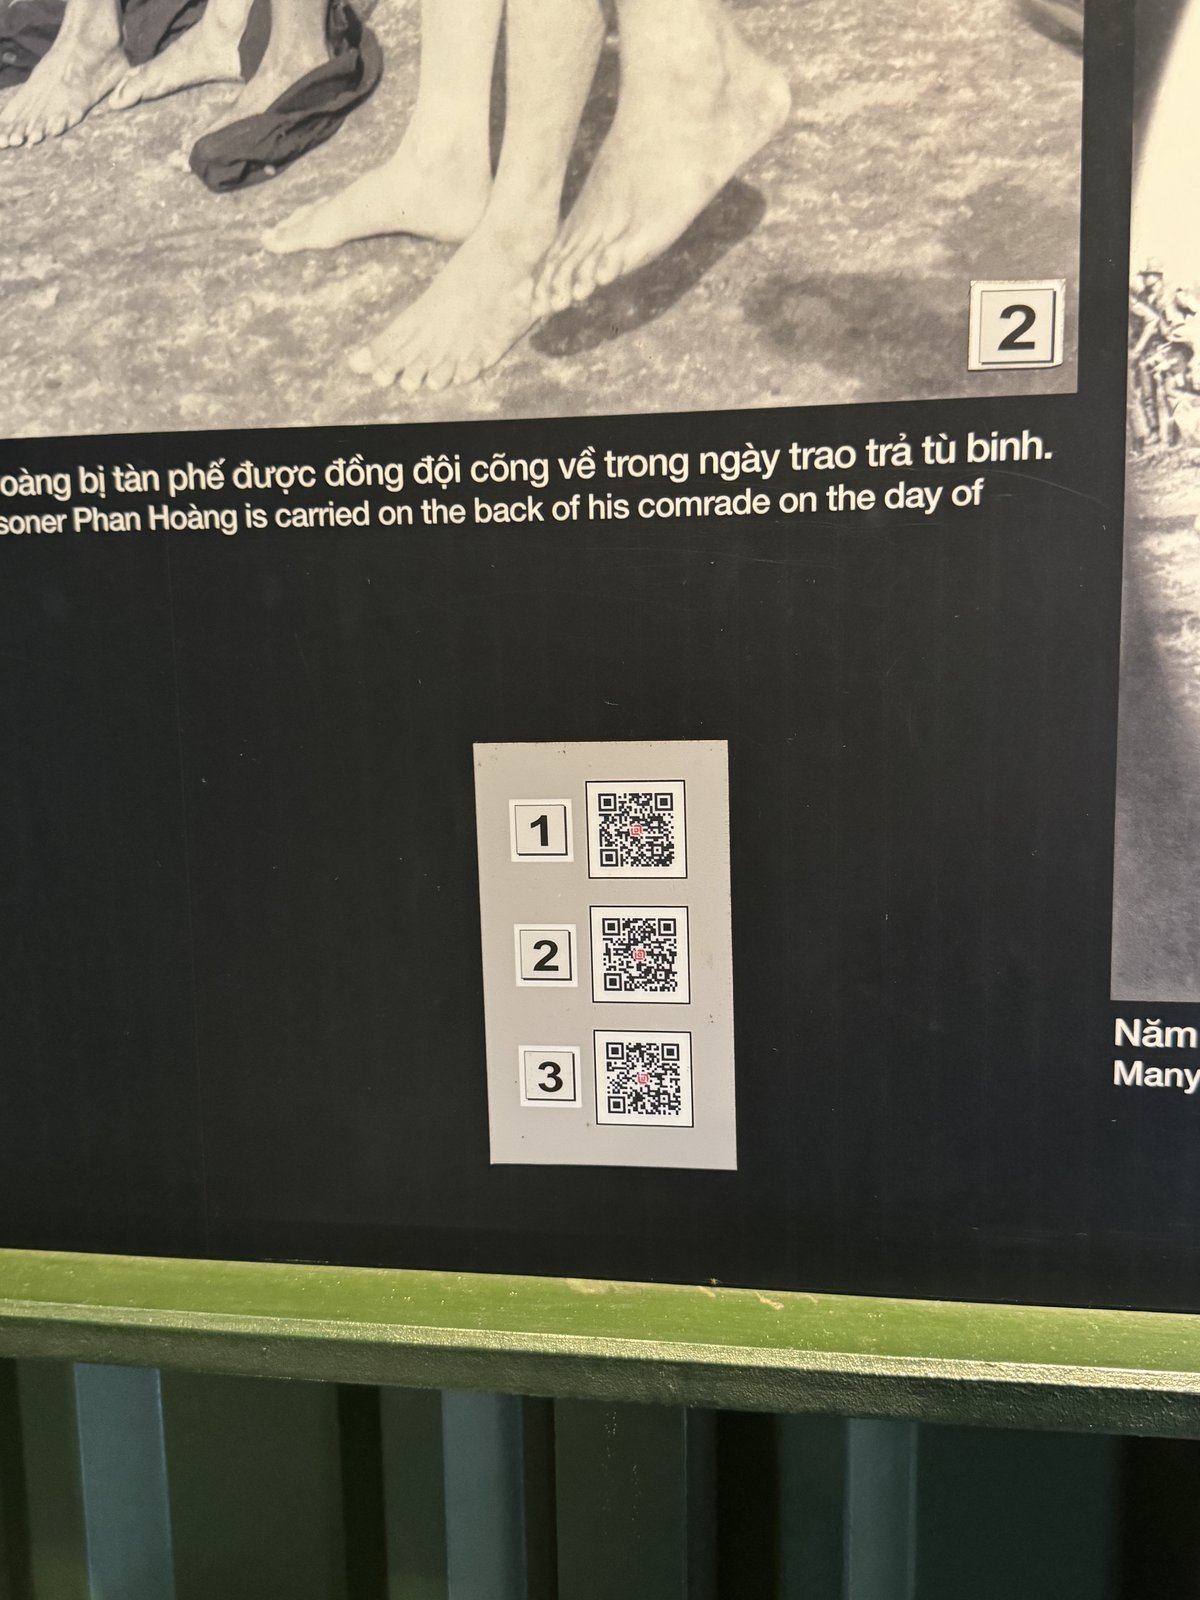 2
oàng bị tàn phế được đồng đội cõng về trong ngày trao trả tù binh.
soner Phan Hoàng is carried on the back of his comrade on the day of
1
2
3
Năm
Many